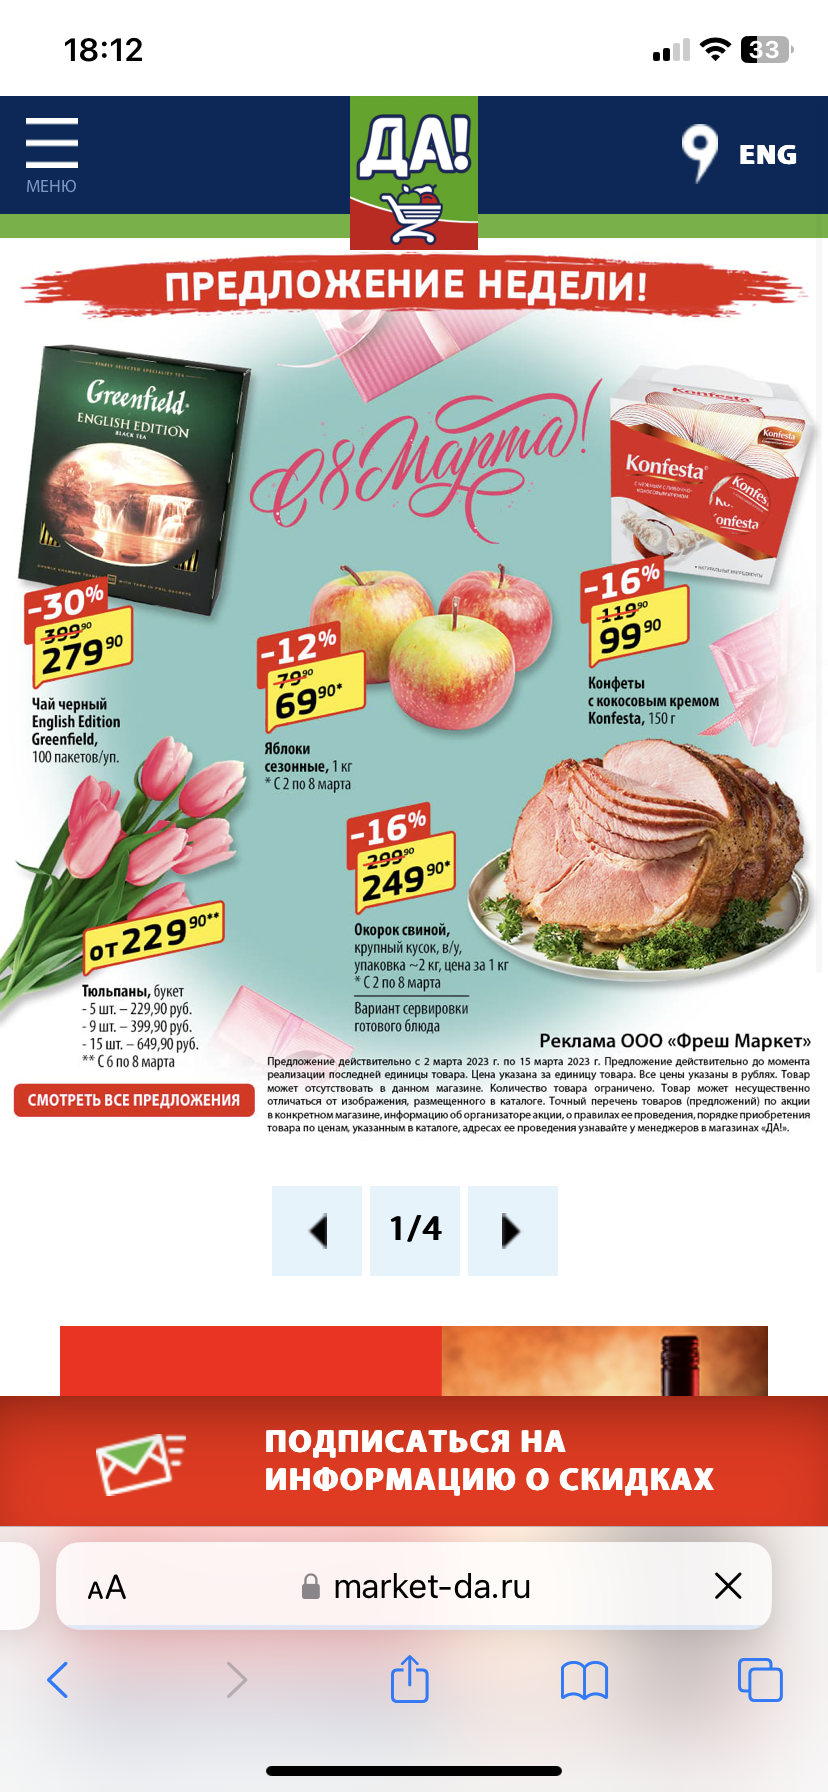 18:12
33
МЕНЮ
ДА!
ENG
ПРЕДЛОЖЕНИЕ НЕДЕЛИ!
С 8 Марта!
Greenfield
ENGLISH EDITION
BLACK TEA
-30%
399 90
279 90
Чай черный
English Edition
Greenfield,
100 пакетов/уп.
Konfesta
Konfesta
Konfesta
С НЕЖНЫМ СЛИВОЧНО-
КОКОСОВЫМ КРЕМОМ
Konfesta
НАТУРАЛЬНЫЕ ИНГРЕДИЕНТЫ
-16%
119 90
99 90
Конфеты
с кокосовым кремом
Konfesta, 150 г
-12%
79 90
69 90*
Яблоки
сезонные, 1 кг
* С 2 по 8 марта
-16%
299 90
249 90*
Окорок свиной,
крупный кусок, в/у,
упаковка ~2 кг, цена за 1 кг
* С 2 по 8 марта
Вариант сервировки
готового блюда
от 229 90**
Тюльпаны, букет
- 5 шт. – 229,90 руб.
- 9 шт. – 399,90 руб.
- 15 шт. – 649,90 руб.
** С 6 по 8 марта
СМОТРЕТЬ ВСЕ ПРЕДЛОЖЕНИЯ
Реклама ООО «Фреш Маркет»
Предложение действительно с 2 марта 2023 г. по 15 марта 2023 г. Предложение действительно до момента
реализации последней единицы товара. Цена указана за единицу товара. Все цены указаны в рублях. Товар
может отсутствовать в данном магазине. Количество товара ограничено. Товар может несущественно
отличаться от изображения, размещенного в каталоге. Точный перечень товаров (предложений) по акции
в конкретном магазине, информацию об организаторе акции, о правилах ее проведения, порядке приобретения
товара по ценам, указанным в каталоге, адресах ее проведения узнавайте у менеджеров в магазинах «ДА!».
1/4
ПОДПИСАТЬСЯ НА
ИНФОРМАЦИЮ О СКИДКАХ
AA
market-da.ru